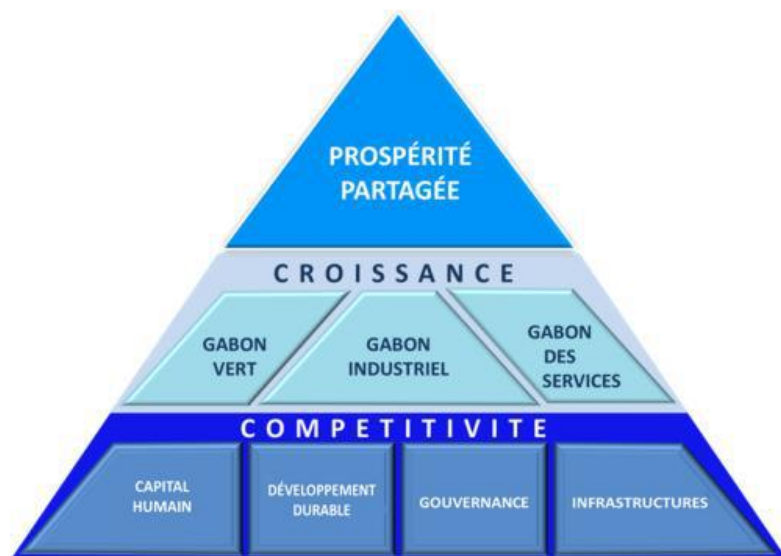 PROSPÉRITÉ
PARTAGÉE
CROISSANCE
GABON
VERT
GABON
INDUSTRIEL
GABON
DES
SERVICES
COMPETITIVITE
CAPITAL
HUMAIN
DÉVELOPPEMENT
DURABLE
GOUVERNANCE
INFRASTRUCTURES